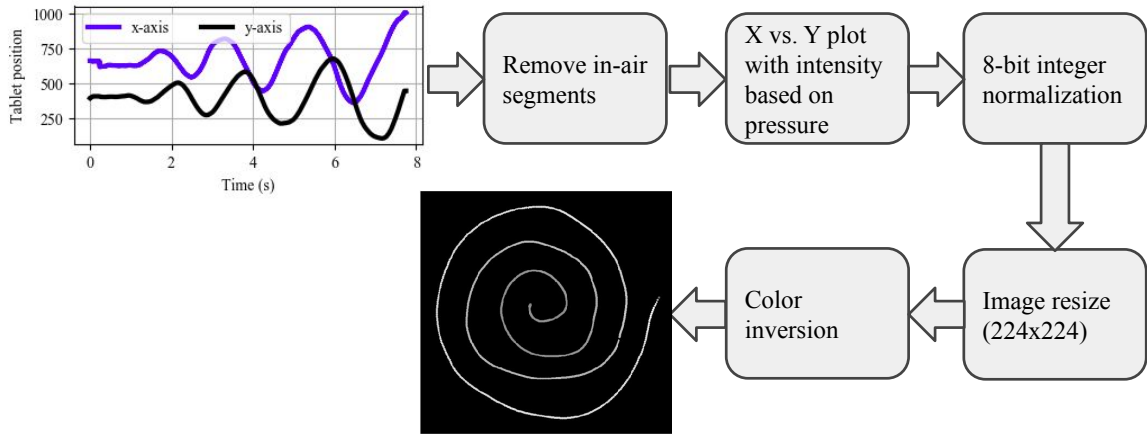 1000
750
500
250
Tablet position
x-axis
y-axis
0
2
4
6
8
Time (s)
Remove in-air
segments
X vs. Y plot
with intensity
based on
pressure
8-bit integer
normalization
Image resize
(224x224)
Color
inversion